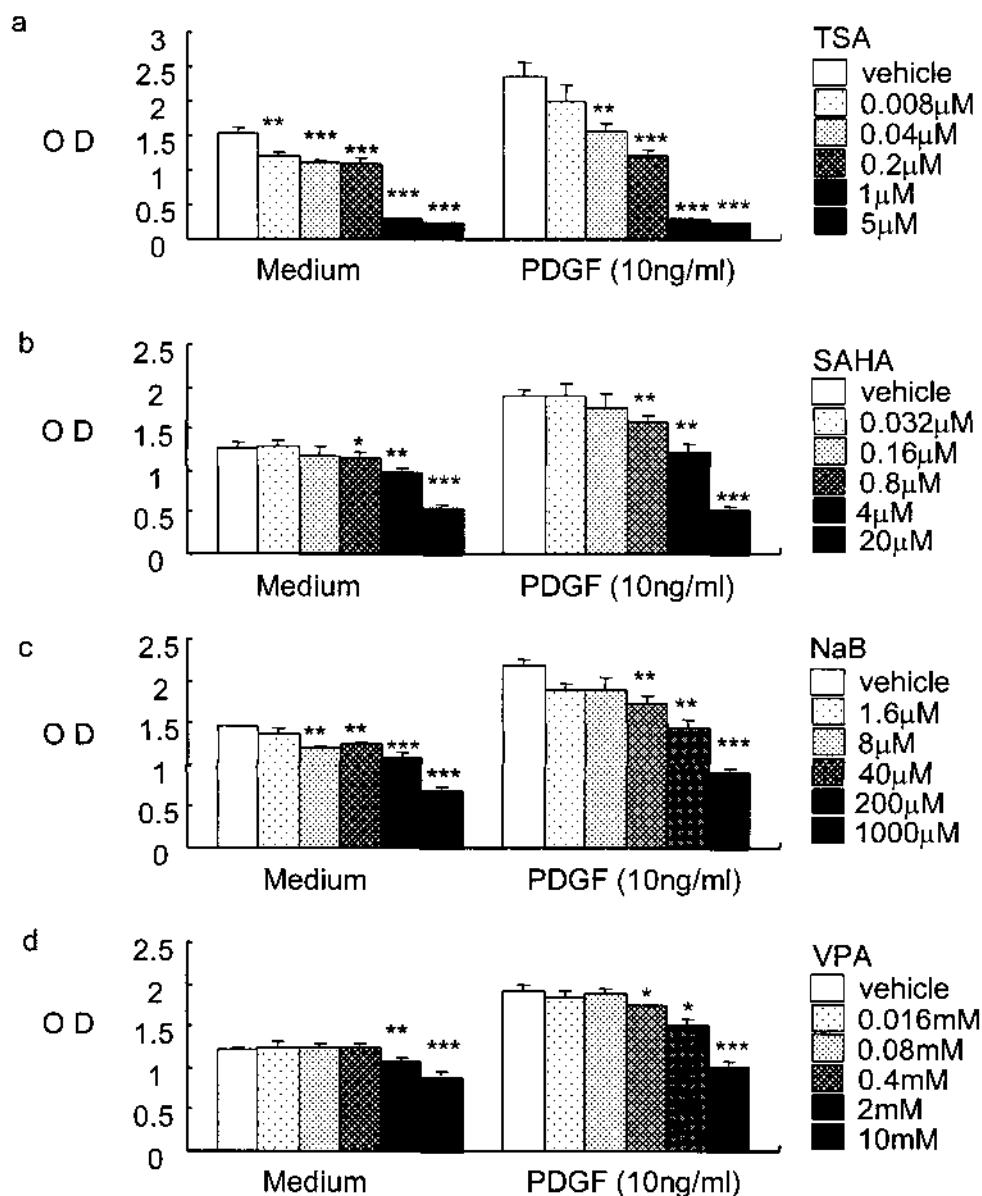 a
3
2.5
2
1.5
1
0.5
0
O D
** *** *** *** ***
** *** *** ***
Medium
PDGF (10ng/ml)
TSA
vehicle
0.008µM
0.04µM
0.2µM
1µM
5µM
b
2.5
2
1.5
1
0.5
0
O D
* ** ***
** ** ***
Medium
PDGF (10ng/ml)
SAHA
vehicle
0.032µM
0.16µM
0.8µM
4µM
20µM
c
2.5
2
1.5
1
0.5
0
O D
** ** *** ***
** ** ***
Medium
PDGF (10ng/ml)
NaB
vehicle
1.6µM
8µM
40µM
200µM
1000µM
d
2.5
2
1.5
1
0.5
0
O D
** ***
* * ***
Medium
PDGF (10ng/ml)
VPA
vehicle
0.016mM
0.08mM
0.4mM
2mM
10mM